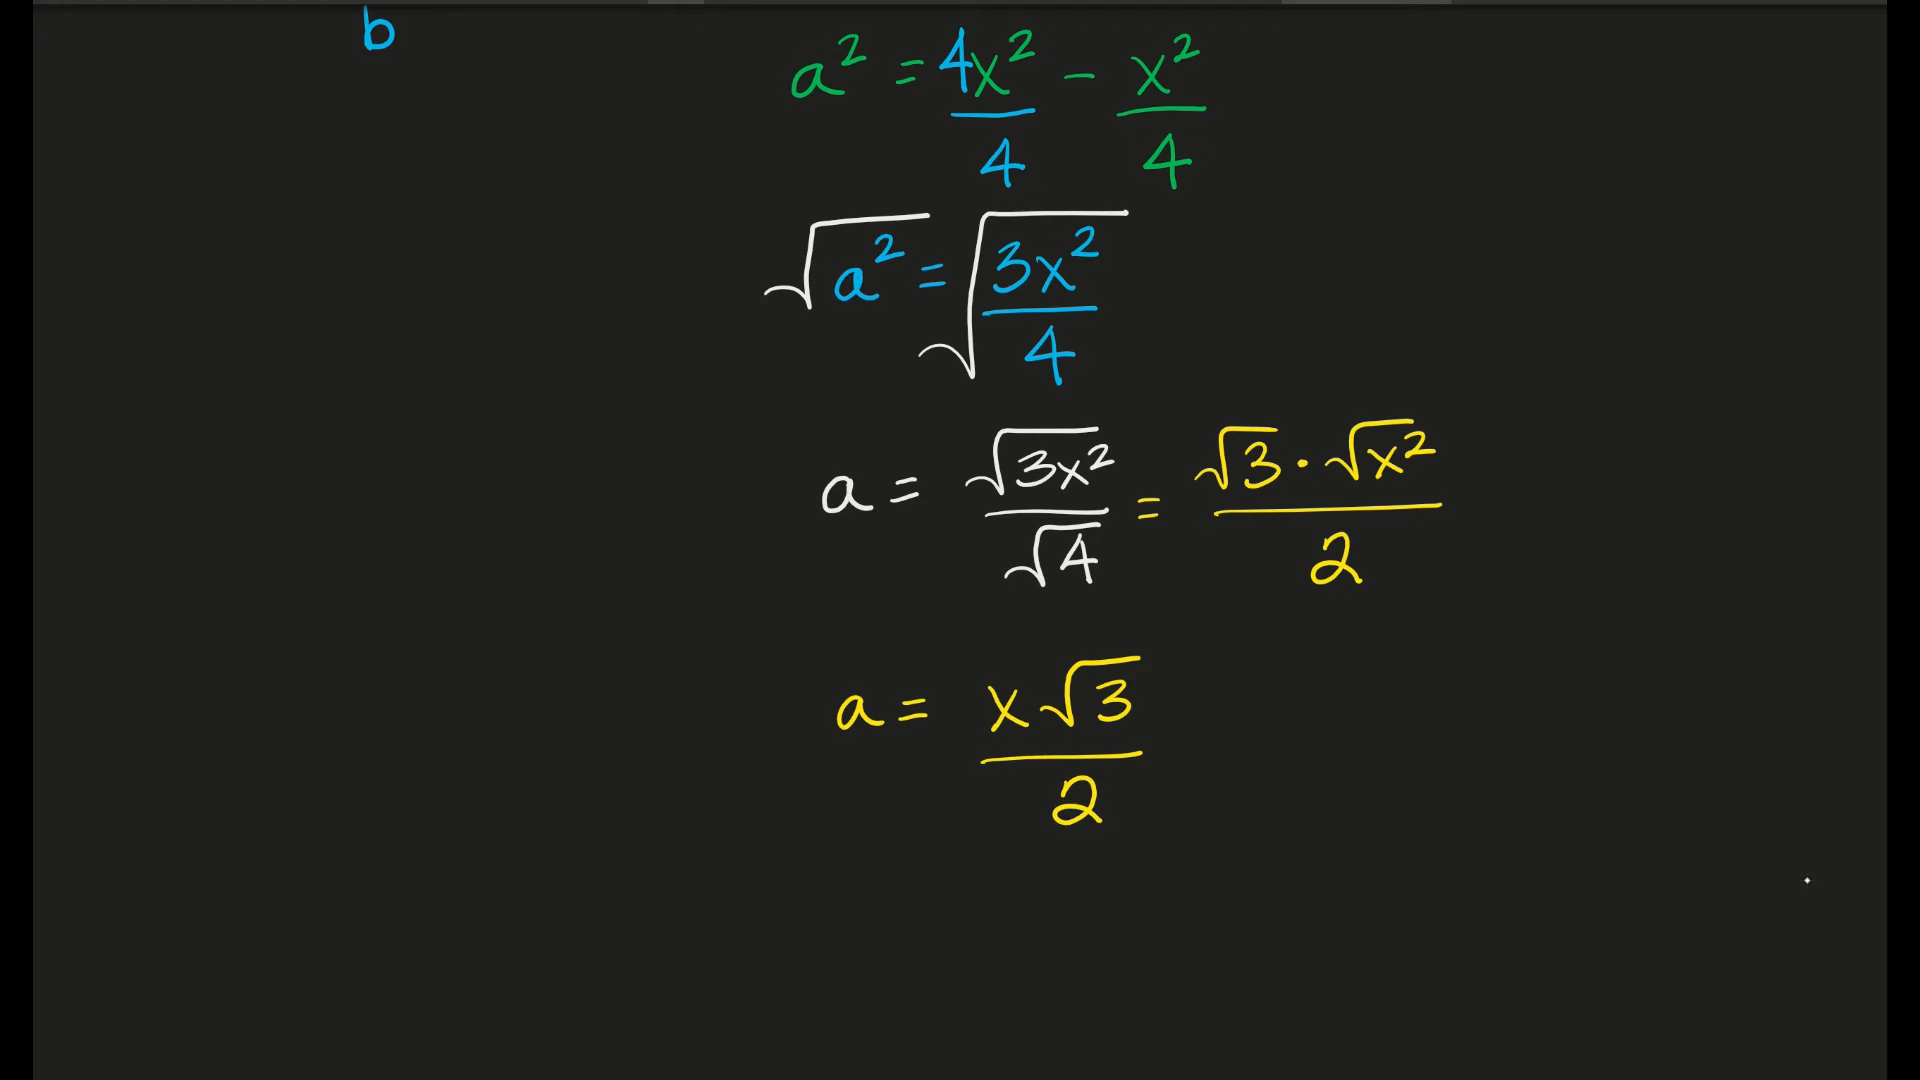 b
a² = 4x²/4 - x²/4
√a² = √(3x²/4)
a = √(3x²)/√4 = √3 · √x²/2
a = x√3/2